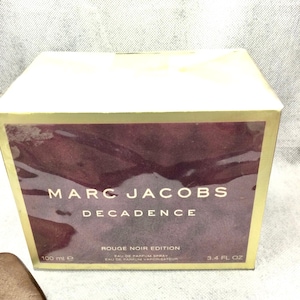 MARC JACOBS
DECADENCE
ROUGE NOIR EDITION
EAU DE PARFUM SPRAY
EAU DE PARFUM VAPORISATEUR
100 ml ℮ 3.4 FL OZ